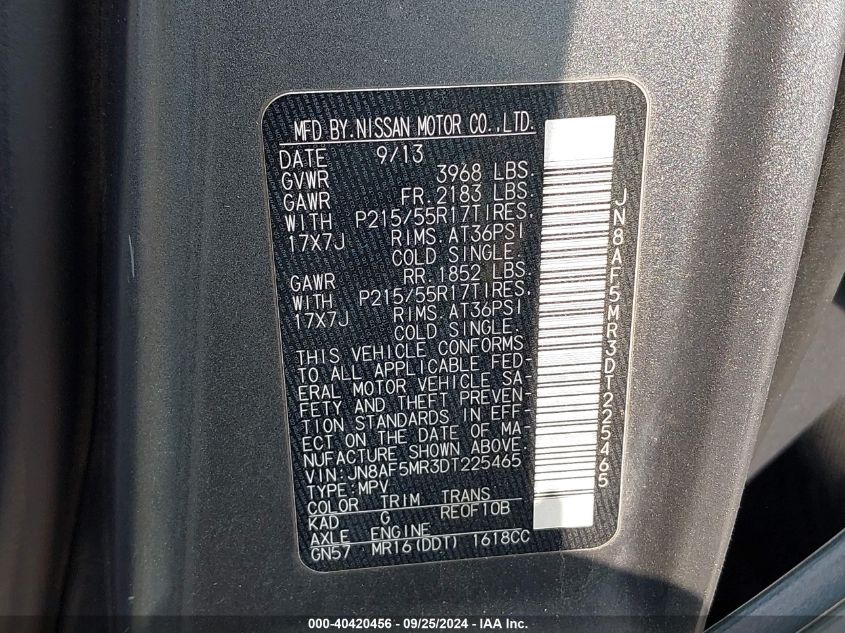 MFD BY.NISSAN MOTOR CO.,LTD.
DATE 9/13
GVWR 3968 LBS.
GAWR FR.2183 LBS.
WITH P215/55R17TIRES.
17X7J RIMS.AT36PSI
COLD SINGLE.
GAWR RR.1852 LBS.
WITH P215/55R17TIRES.
17X7J RIMS.AT36PSI
COLD SINGLE.
THIS VEHICLE CONFORMS
TO ALL APPLICABLE FED-
ERAL MOTOR VEHICLE SA-
FETY AND THEFT PREVEN-
TION STANDARDS IN EFF-
ECT ON THE DATE OF MA-
NUFACTURE SHOWN ABOVE.
VIN:JN8AF5MR3DT225465
TYPE:MPV
COLOR TRIM TRANS
KAD G REOF10B
AXLE ENGINE
GN57 MR16(DDT) 1618CC
JN8AF5MR3DT225465
000-40420456 - 09/25/2024 - IAA Inc.